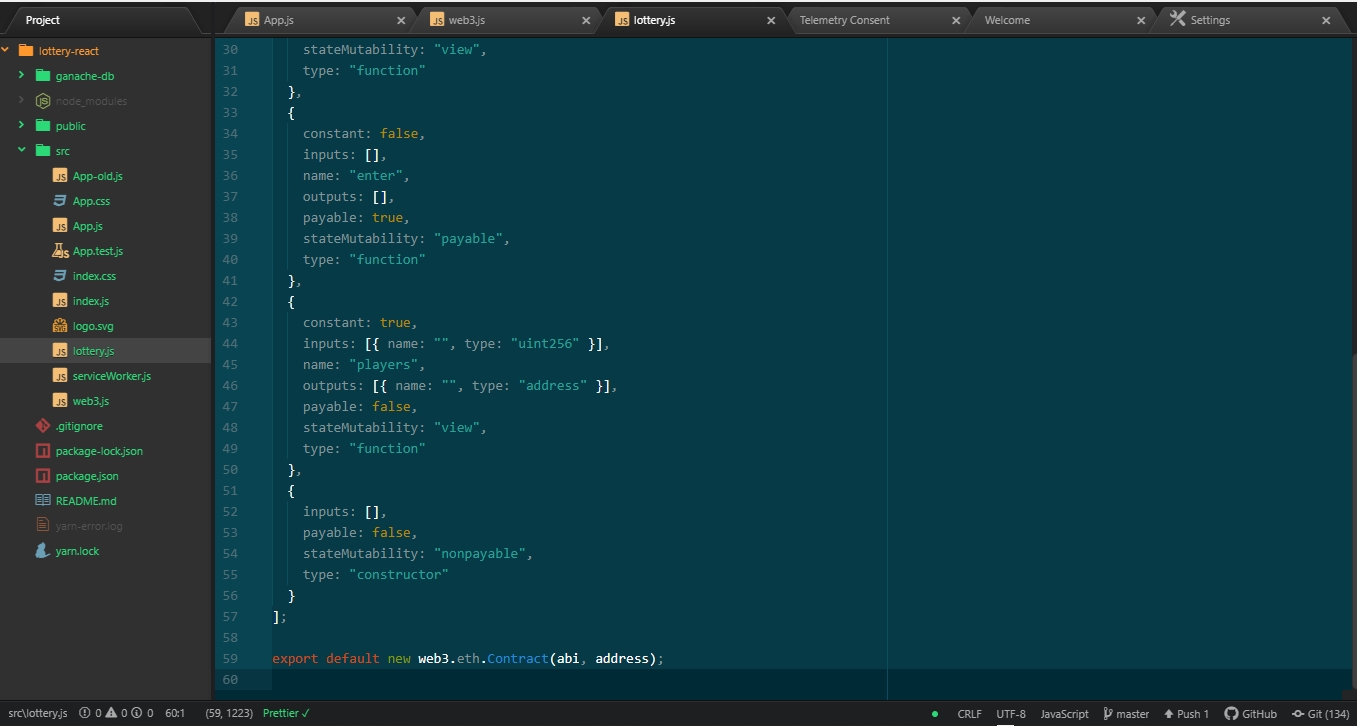 Project
App.js
web3.js
lottery.js
Telemetry Consent
Welcome
Settings
lottery-react
ganache-db
node_modules
public
src
App-old.js
App.css
App.js
App.test.js
index.css
index.js
logo.svg
lottery.js
serviceWorker.js
web3.js
.gitignore
package-lock.json
package.json
README.md
yarn-error.log
yarn.lock
30 stateMutability: "view",
31 type: "function"
32 },
33 {
34 constant: false,
35 inputs: [],
36 name: "enter",
37 outputs: [],
38 payable: true,
39 stateMutability: "payable",
40 type: "function"
41 },
42 {
43 constant: true,
44 inputs: [{ name: "", type: "uint256" }],
45 name: "players",
46 outputs: [{ name: "", type: "address" }],
47 payable: false,
48 stateMutability: "view",
49 type: "function"
50 },
51 {
52 inputs: [],
53 payable: false,
54 stateMutability: "nonpayable",
55 type: "constructor"
56 }
57 ];
58
59 export default new web3.eth.Contract(abi, address);
60
src\lottery.js 0 0 0 60:1 (59, 1223) Prettier ✓ CRLF UTF-8 JavaScript master Push 1 GitHub Git (134)